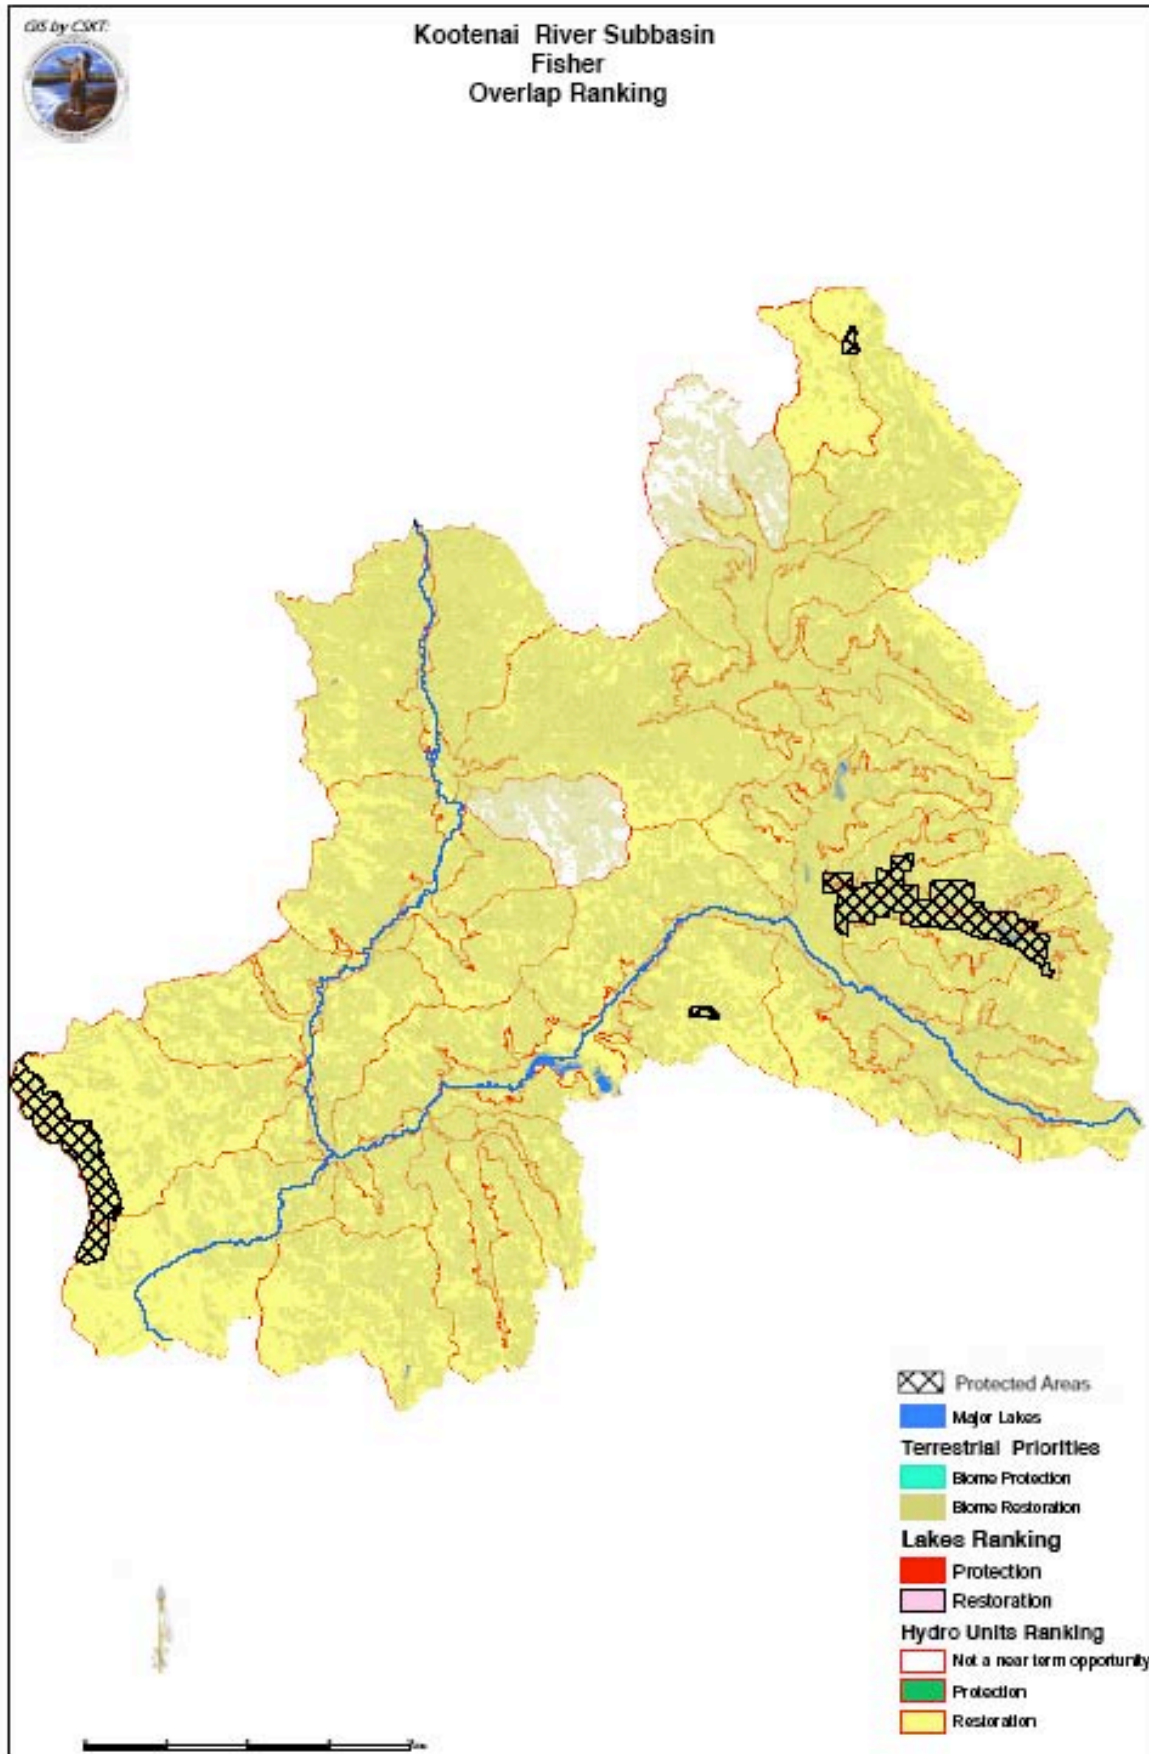 GIS by CSKT:
Kootenai River Subbasin
Fisher
Overlap Ranking
Protected Areas
Major Lakes
Terrestrial Priorities
Biome Protection
Biome Restoration
Lakes Ranking
Protection
Restoration
Hydro Units Ranking
Not a near term opportunity
Protection
Restoration